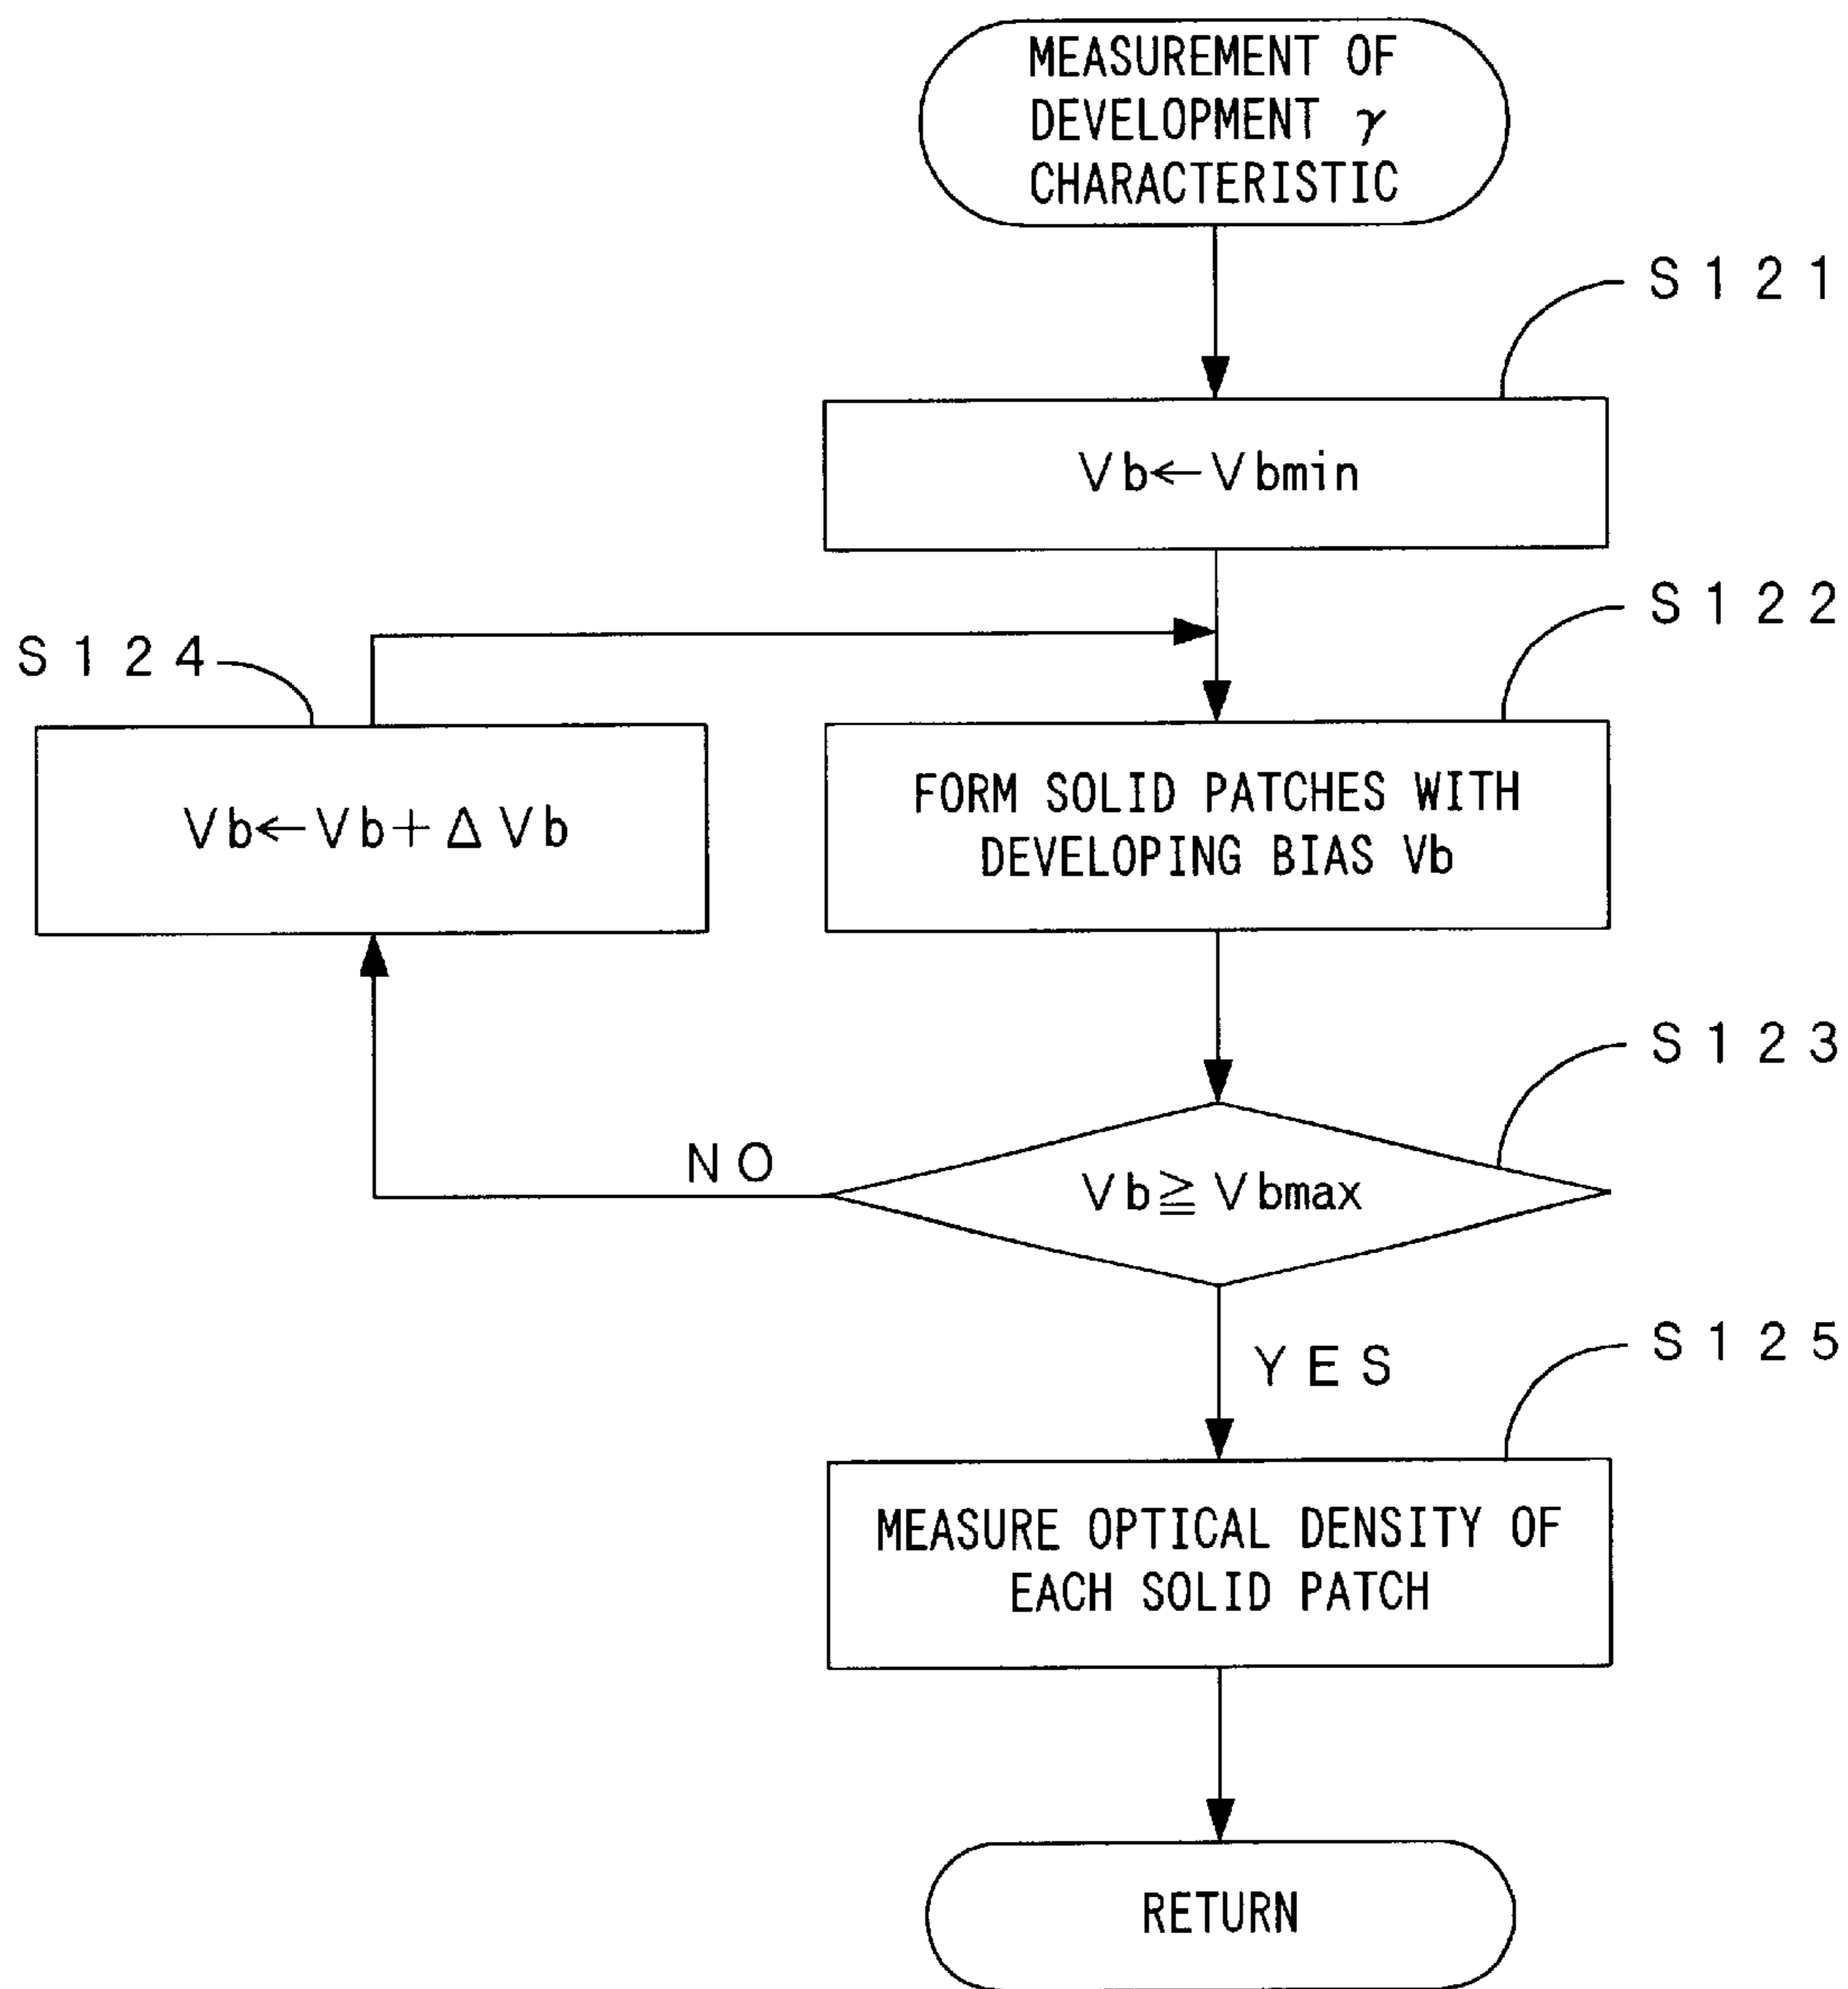 MEASUREMENT OF
DEVELOPMENT γ
CHARACTERISTIC
S121
Vb←Vbmin
S122
S124
FORM SOLID PATCHES WITH
DEVELOPING BIAS Vb
Vb←Vb+ΔVb
S123
NO
Vb≧Vbmax
YES
S125
MEASURE OPTICAL DENSITY OF
EACH SOLID PATCH
RETURN